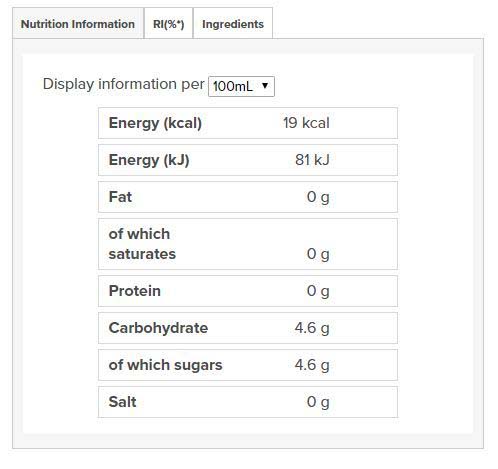 Nutrition Information RI(%*) Ingredients
Display information per 100mL
Energy (kcal) 19 kcal
Energy (kJ) 81 kJ
Fat 0 g
of which
saturates 0 g
Protein 0 g
Carbohydrate 4.6 g
of which sugars 4.6 g
Salt 0 g